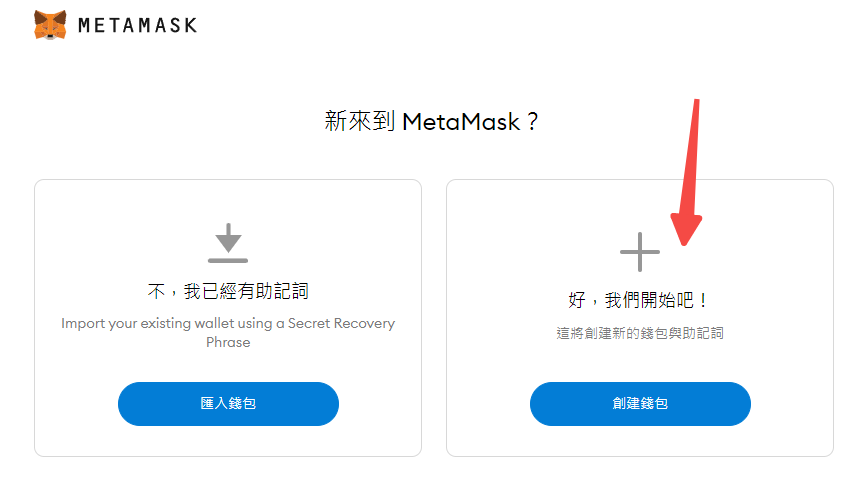 METAMASK
新來到 MetaMask？
不，我已經有助記詞
Import your existing wallet using a Secret Recovery
Phrase
匯入錢包
好，我們開始吧！
這將創建新的錢包與助記詞
創建錢包